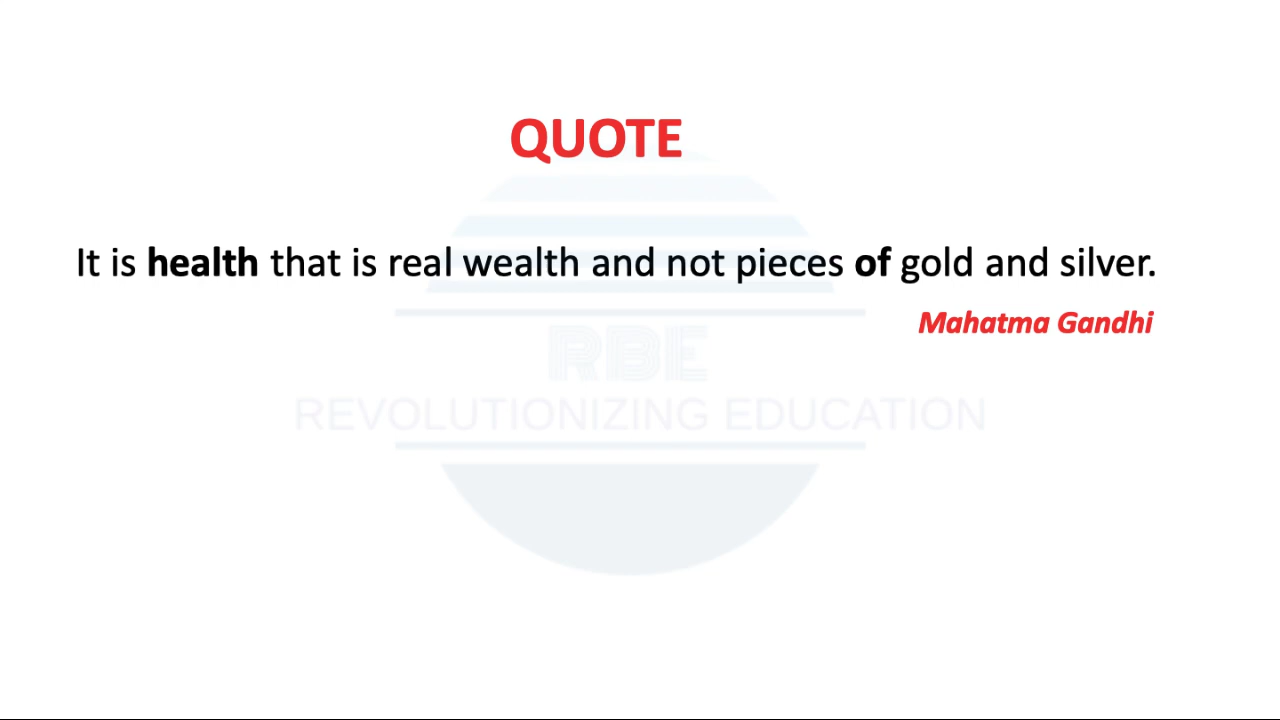 QUOTE
It is health that is real wealth and not pieces of gold and silver.
Mahatma Gandhi
RBE
REVOLUTIONIZING EDUCATION